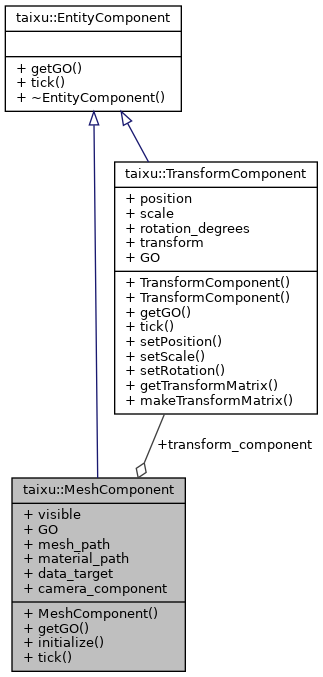 taixu::EntityComponent
+ getGO()
+ tick()
+ ~EntityComponent()
taixu::TransformComponent
+ position
+ scale
+ rotation_degrees
+ transform
+ GO
+ TransformComponent()
+ TransformComponent()
+ getGO()
+ tick()
+ setPosition()
+ setScale()
+ setRotation()
+ getTransformMatrix()
+ makeTransformMatrix()
+transform_component
taixu::MeshComponent
+ visible
+ GO
+ mesh_path
+ material_path
+ data_target
+ camera_component
+ MeshComponent()
+ getGO()
+ initialize()
+ tick()